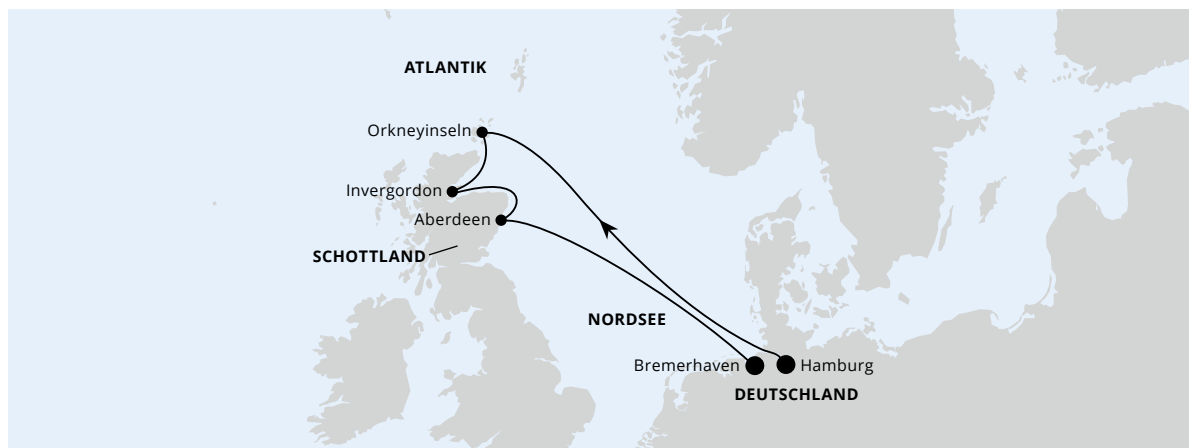 ATLANTIK
Orkneyinseln
Invergordon
Aberdeen
SCHOTTLAND
NORDSEE
Bremerhaven
Hamburg
DEUTSCHLAND